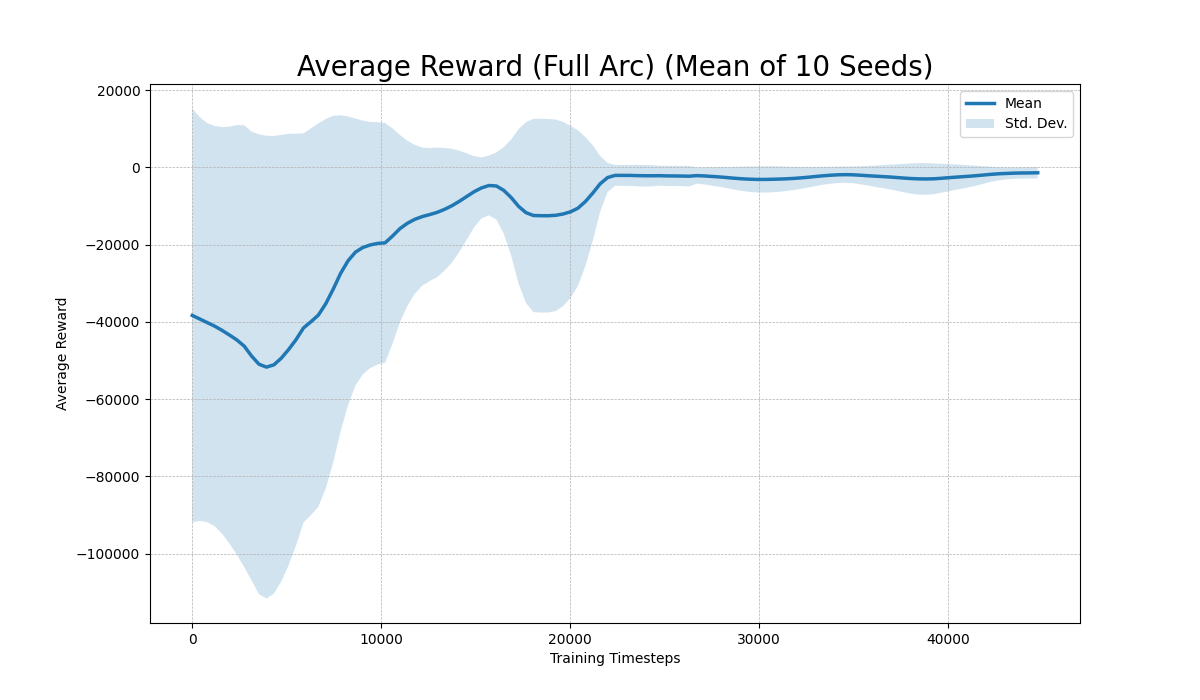 Average Reward (Full Arc) (Mean of 10 Seeds)
Mean
Std. Dev.
20000
0
−20000
−40000
−60000
−80000
−100000
Average Reward
0
10000
20000
30000
40000
Training Timesteps